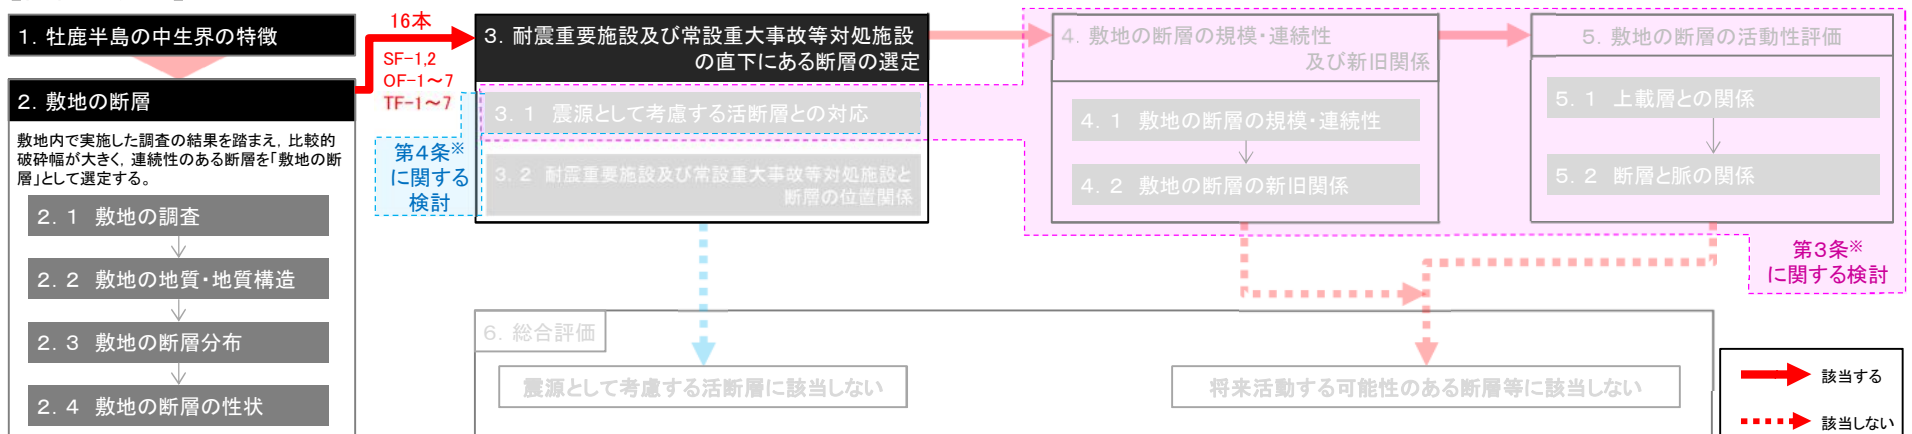 1. 牡鹿半島の中生界の特徴
2. 敷地の断層
敷地内で実施した調査の結果を踏まえ, 比較的
破砕幅が大きく, 連続性のある断層を「敷地の断
層」として選定する。
2. 1 敷地の調査
2. 2 敷地の地質・地質構造
2. 3 敷地の断層分布
2. 4 敷地の断層の性状
16本
SF-1,2
OF-1~7
TF-1~7
第4条※
に関する
検討
3. 耐震重要施設及び常設重大事故等対処施設
の直下にある断層の選定
3. 1 震源として考慮する活断層との対応
3. 2 耐震重要施設及び常設重大事故等対処施設と
断層の位置関係
4. 敷地の断層の規模・連続性
及び新旧関係
4. 1 敷地の断層の規模・連続性
4. 2 敷地の断層の新旧関係
5. 敷地の断層の活動性評価
5. 1 上載層との関係
5. 2 断層と脈の関係
第3条※
に関する検討
6. 総合評価
震源として考慮する活断層に該当しない
将来活動する可能性のある断層等に該当しない
該当する
該当しない